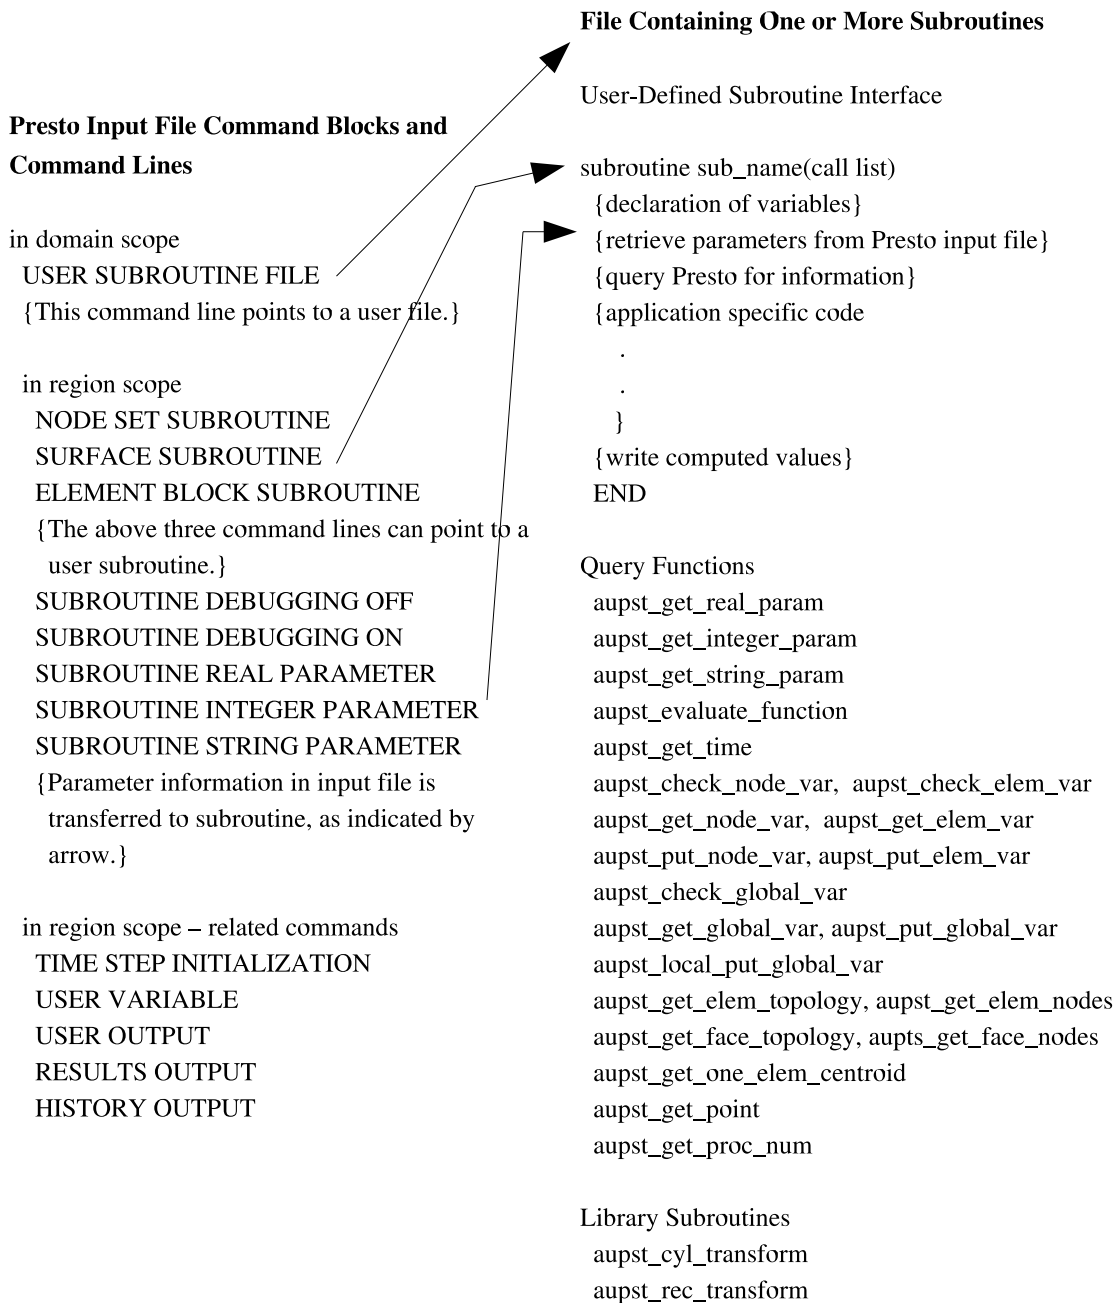 Presto Input File Command Blocks and
Command Lines
in domain scope
USER SUBROUTINE FILE
{This command line points to a user file.}
in region scope
NODE SET SUBROUTINE
SURFACE SUBROUTINE
ELEMENT BLOCK SUBROUTINE
{The above three command lines can point to a
user subroutine.}
SUBROUTINE DEBUGGING OFF
SUBROUTINE DEBUGGING ON
SUBROUTINE REAL PARAMETER
SUBROUTINE INTEGER PARAMETER
SUBROUTINE STRING PARAMETER
{Parameter information in input file is
transferred to subroutine, as indicated by
arrow.}
in region scope – related commands
TIME STEP INITIALIZATION
USER VARIABLE
USER OUTPUT
RESULTS OUTPUT
HISTORY OUTPUT
File Containing One or More Subroutines
User-Defined Subroutine Interface
subroutine sub_name(call list)
{declaration of variables}
{retrieve parameters from Presto input file}
{query Presto for information}
{application specific code
.
.
}
{write computed values}
END
Query Functions
aupst_get_real_param
aupst_get_integer_param
aupst_get_string_param
aupst_evaluate_function
aupst_get_time
aupst_check_node_var, aupst_check_elem_var
aupst_get_node_var, aupst_get_elem_var
aupst_put_node_var, aupst_put_elem_var
aupst_check_global_var
aupst_get_global_var, aupst_put_global_var
aupst_local_put_global_var
aupst_get_elem_topology, aupst_get_elem_nodes
aupst_get_face_topology, aupts_get_face_nodes
aupst_get_one_elem_centroid
aupst_get_point
aupst_get_proc_num
Library Subroutines
aupst_cyl_transform
aupst_rec_transform